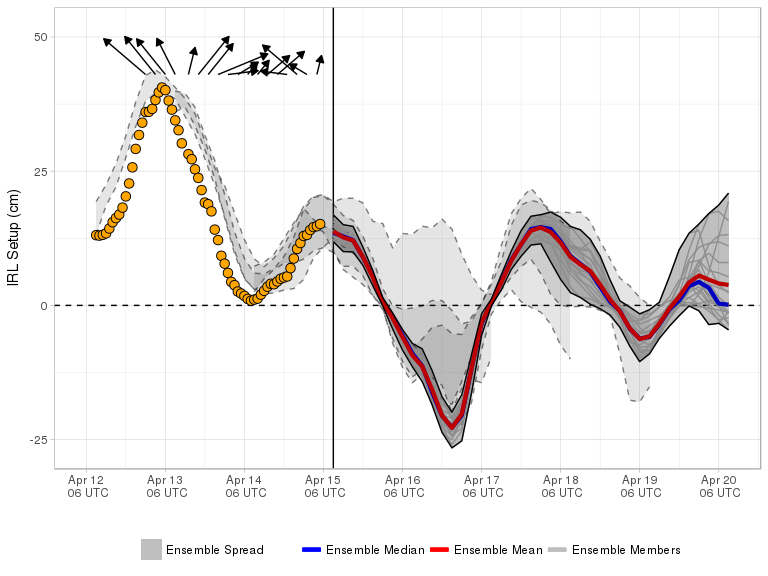 IRL Setup (cm)
50
25
0
-25
Apr 12
06 UTC
Apr 13
06 UTC
Apr 14
06 UTC
Apr 15
06 UTC
Apr 16
06 UTC
Apr 17
06 UTC
Apr 18
06 UTC
Apr 19
06 UTC
Apr 20
06 UTC
Ensemble Spread
Ensemble Median
Ensemble Mean
Ensemble Members